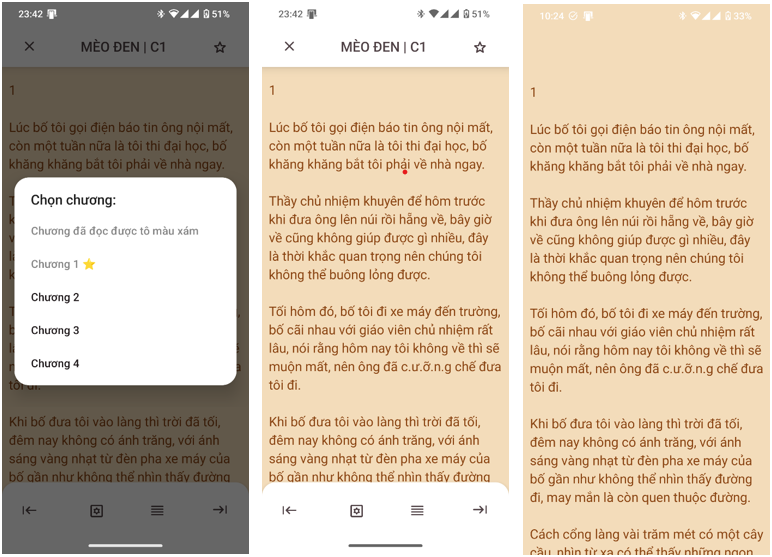 23:42
51%
MÈO ĐEN | C1
1
Lúc bố tôi gọi điện báo tin ông nội mất,
còn một tuần nữa là tôi thi đại học, bố
khăng khăng bắt tôi phải về nhà ngay.
Chọn chương:
Chương đã đọc được tô màu xám
Chương 1 ⭐
Chương 2
Chương 3
Chương 4
tôi đi.
Khi bố đưa tôi vào làng thì trời đã tối,
đêm nay không có ánh trăng, với ánh
sáng vàng nhạt từ đèn pha xe máy của
bố gần như không thể nhìn thấy đường
23:42
51%
MÈO ĐEN | C1
1
Lúc bố tôi gọi điện báo tin ông nội mất,
còn một tuần nữa là tôi thi đại học, bố
khăng khăng bắt tôi phải về nhà ngay.
Thầy chủ nhiệm khuyên để hôm trước
khi đưa ông lên núi rồi hẵng về, bây giờ
về cũng không giúp được gì nhiều, đây
là thời khắc quan trọng nên chúng tôi
không thể buông lỏng được.
Tối hôm đó, bố tôi đi xe máy đến trường,
bố cãi nhau với giáo viên chủ nhiệm rất
lâu, nói rằng hôm nay tôi không về thì sẽ
muộn mất, nên ông đã c.ư.ỡ.n.g chế đưa
tôi đi.
Khi bố đưa tôi vào làng thì trời đã tối,
đêm nay không có ánh trăng, với ánh
sáng vàng nhạt từ đèn pha xe máy của
bố gần như không thể nhìn thấy đường
10:24
33%
1
Lúc bố tôi gọi điện báo tin ông nội mất,
còn một tuần nữa là tôi thi đại học, bố
khăng khăng bắt tôi phải về nhà ngay.
Thầy chủ nhiệm khuyên để hôm trước
khi đưa ông lên núi rồi hẵng về, bây giờ
về cũng không giúp được gì nhiều, đây
là thời khắc quan trọng nên chúng tôi
không thể buông lỏng được.
Tối hôm đó, bố tôi đi xe máy đến trường,
bố cãi nhau với giáo viên chủ nhiệm rất
lâu, nói rằng hôm nay tôi không về thì sẽ
muộn mất, nên ông đã c.ư.ỡ.n.g chế đưa
tôi đi.
Khi bố đưa tôi vào làng thì trời đã tối,
đêm nay không có ánh trăng, với ánh
sáng vàng nhạt từ đèn pha xe máy của
bố gần như không thể nhìn thấy đường
đi, may mắn là còn quen thuộc đường.
Cách cổng làng vài trăm mét có một cây
cầu, nhìn từ xa có thể thấy những ngọn